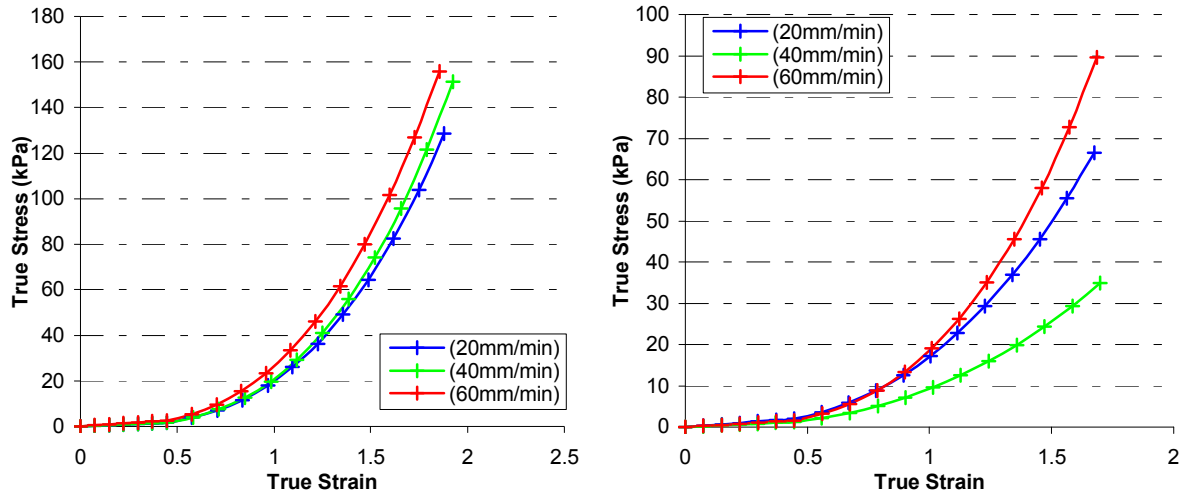 180
160
140
120
100
80
60
40
20
0
True Stress (kPa)
(20mm/min)
(40mm/min)
(60mm/min)
0 0.5 1 1.5 2 2.5
True Strain
100
90
80
70
60
50
40
30
20
10
0
True Stress (kPa)
(20mm/min)
(40mm/min)
(60mm/min)
0 0.5 1 1.5 2
True Strain